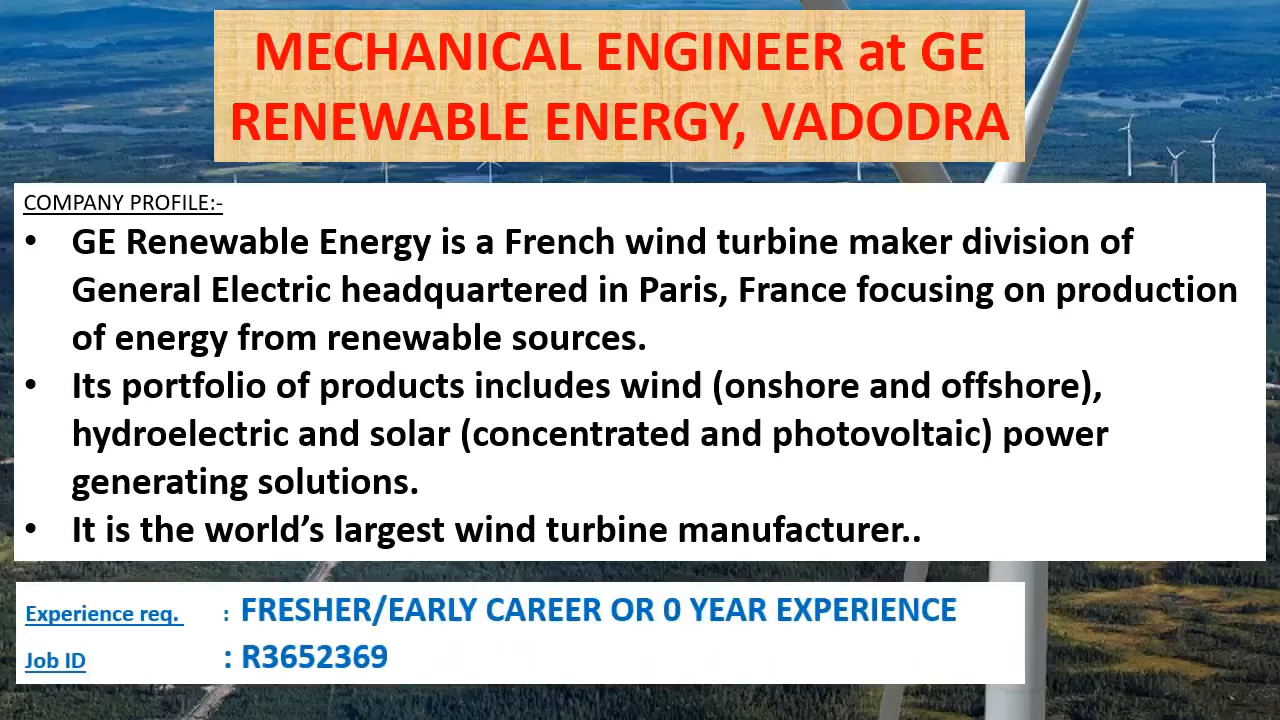 MECHANICAL ENGINEER at GE
RENEWABLE ENERGY, VADODRA
COMPANY PROFILE:-
• GE Renewable Energy is a French wind turbine maker division of
General Electric headquartered in Paris, France focusing on production
of energy from renewable sources.
• Its portfolio of products includes wind (onshore and offshore),
hydroelectric and solar (concentrated and photovoltaic) power
generating solutions.
• It is the world’s largest wind turbine manufacturer..
Experience req. : FRESHER/EARLY CAREER OR 0 YEAR EXPERIENCE
Job ID : R3652369